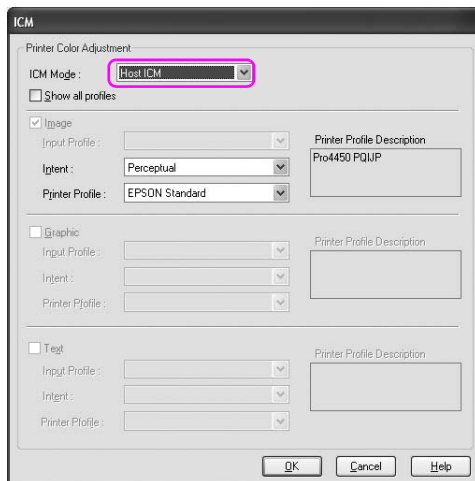 ICM
Printer Color Adjustment
ICM Mode : Host ICM
Show all profiles
Image
Input Profile :
Printer Profile Description
Intent : Perceptual
Pro4450 PQIJP
Printer Profile : EPSON Standard
Graphic
Input Profile :
Printer Profile Description
Intent :
Printer Profile :
Text
Input Profile :
Printer Profile Description
Intent :
Printer Profile :
OK Cancel Help